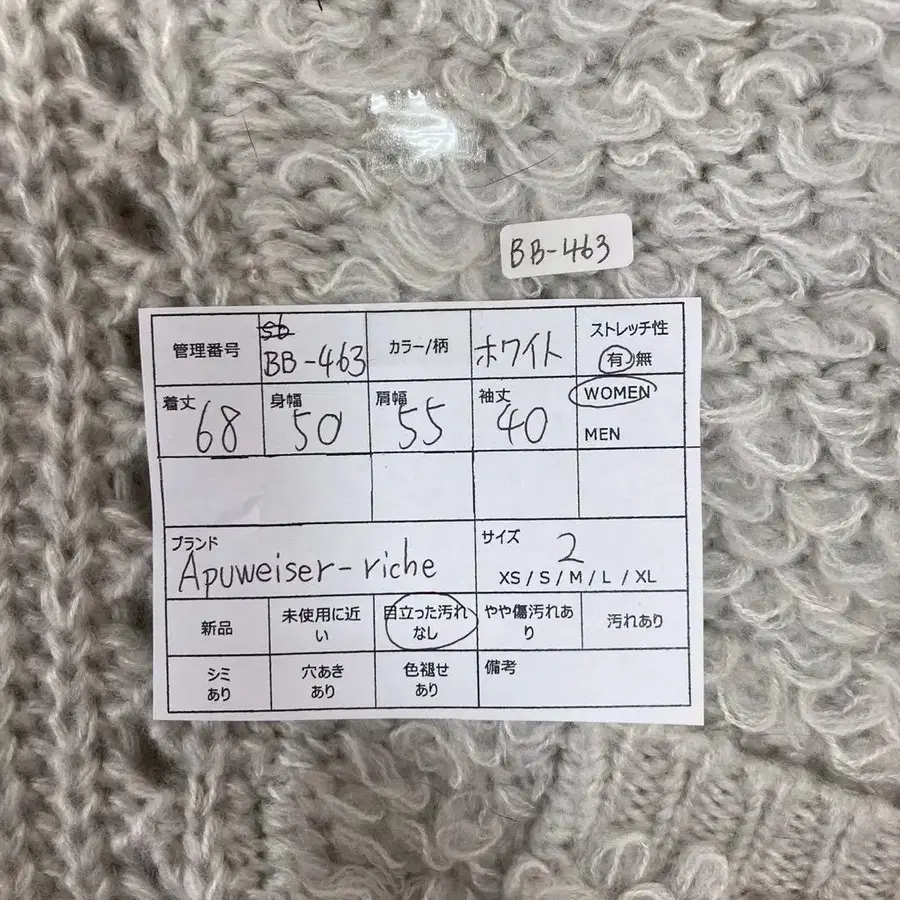 BB-463
管理番号
BB-463
カラー/柄
ホワイト
ストレッチ性
有・無
着丈
68
身幅
50
肩幅
55
袖丈
40
WOMEN
MEN
ブランド
Apuweiser-riche
サイズ
2
XS / S / M / L / XL
新品
未使用に近
い
目立った汚れ
なし
やや傷汚れあ
り
汚れあり
シミ
あり
穴あき
あり
色褪せ
あり
備考